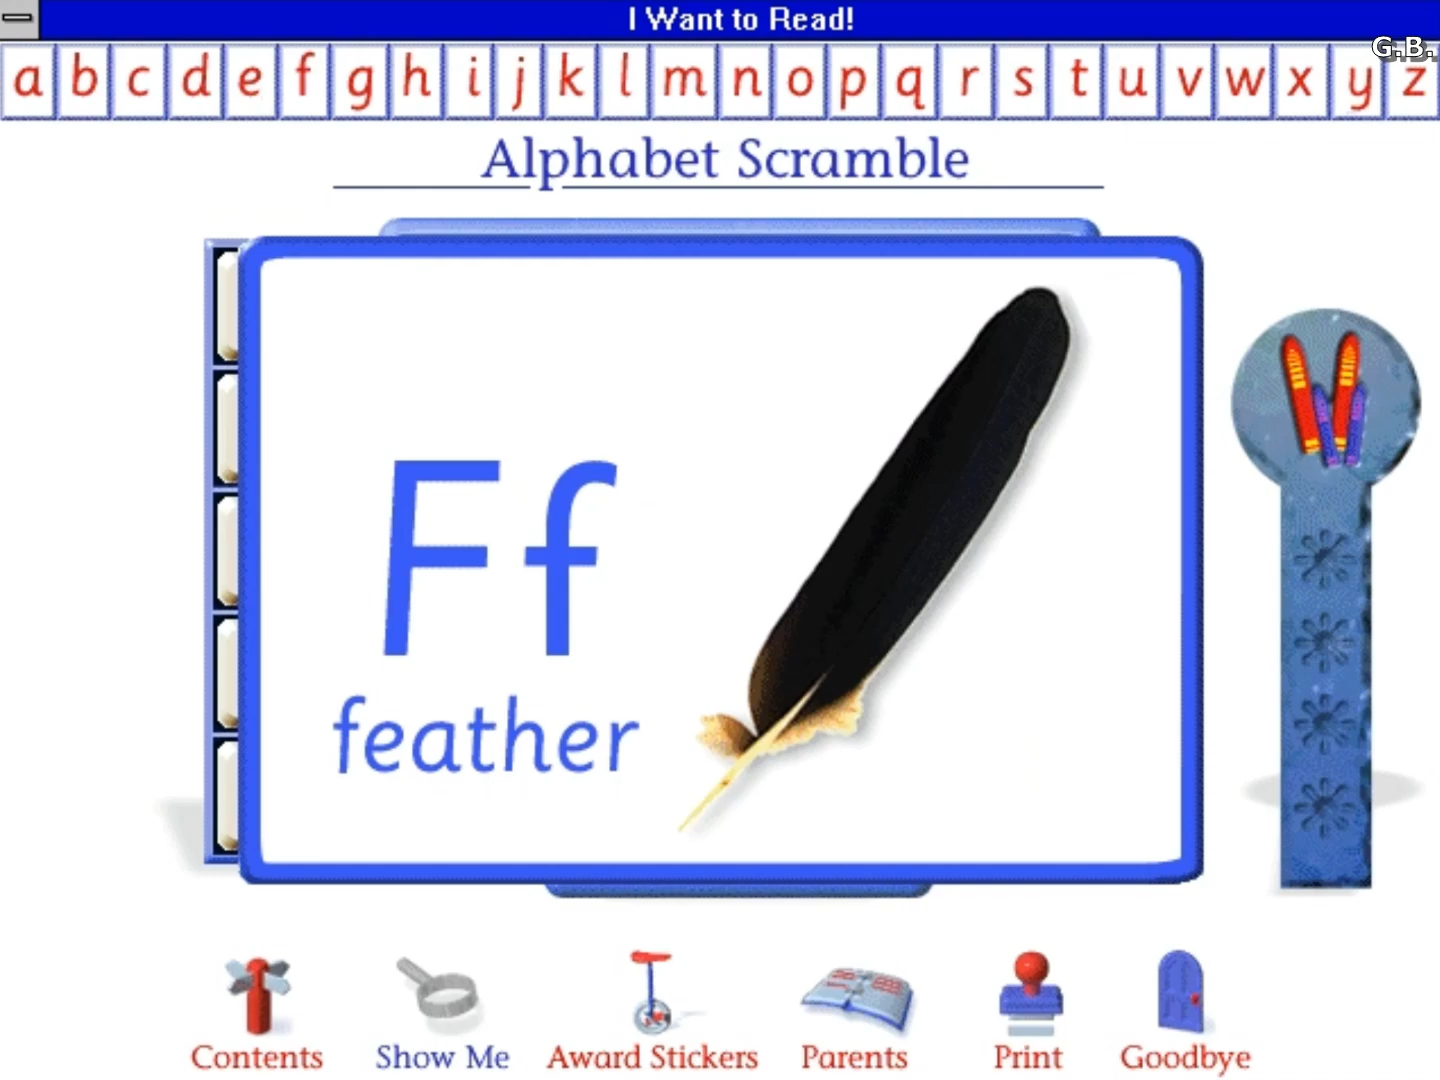 I Want to Read!
G.B.
a b c d e f g h i j k l m n o p q r s t u v w x y z
Alphabet Scramble
Ff
feather
Contents Show Me Award Stickers Parents Print Goodbye